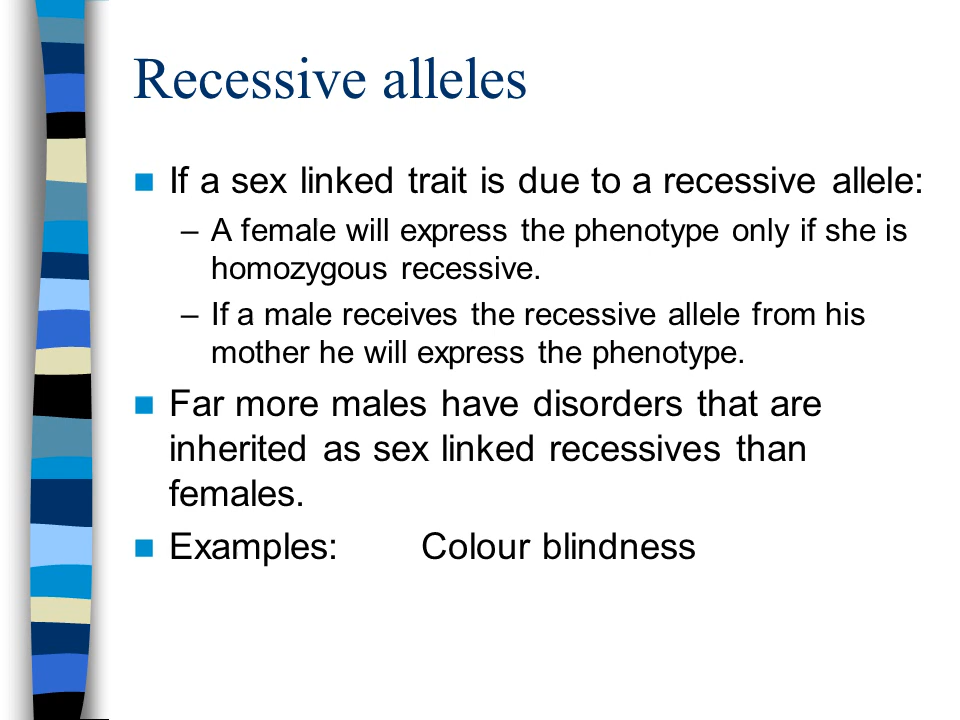 Recessive alleles
If a sex linked trait is due to a recessive allele:
– A female will express the phenotype only if she is
homozygous recessive.
– If a male receives the recessive allele from his
mother he will express the phenotype.
Far more males have disorders that are
inherited as sex linked recessives than
females.
Examples: Colour blindness